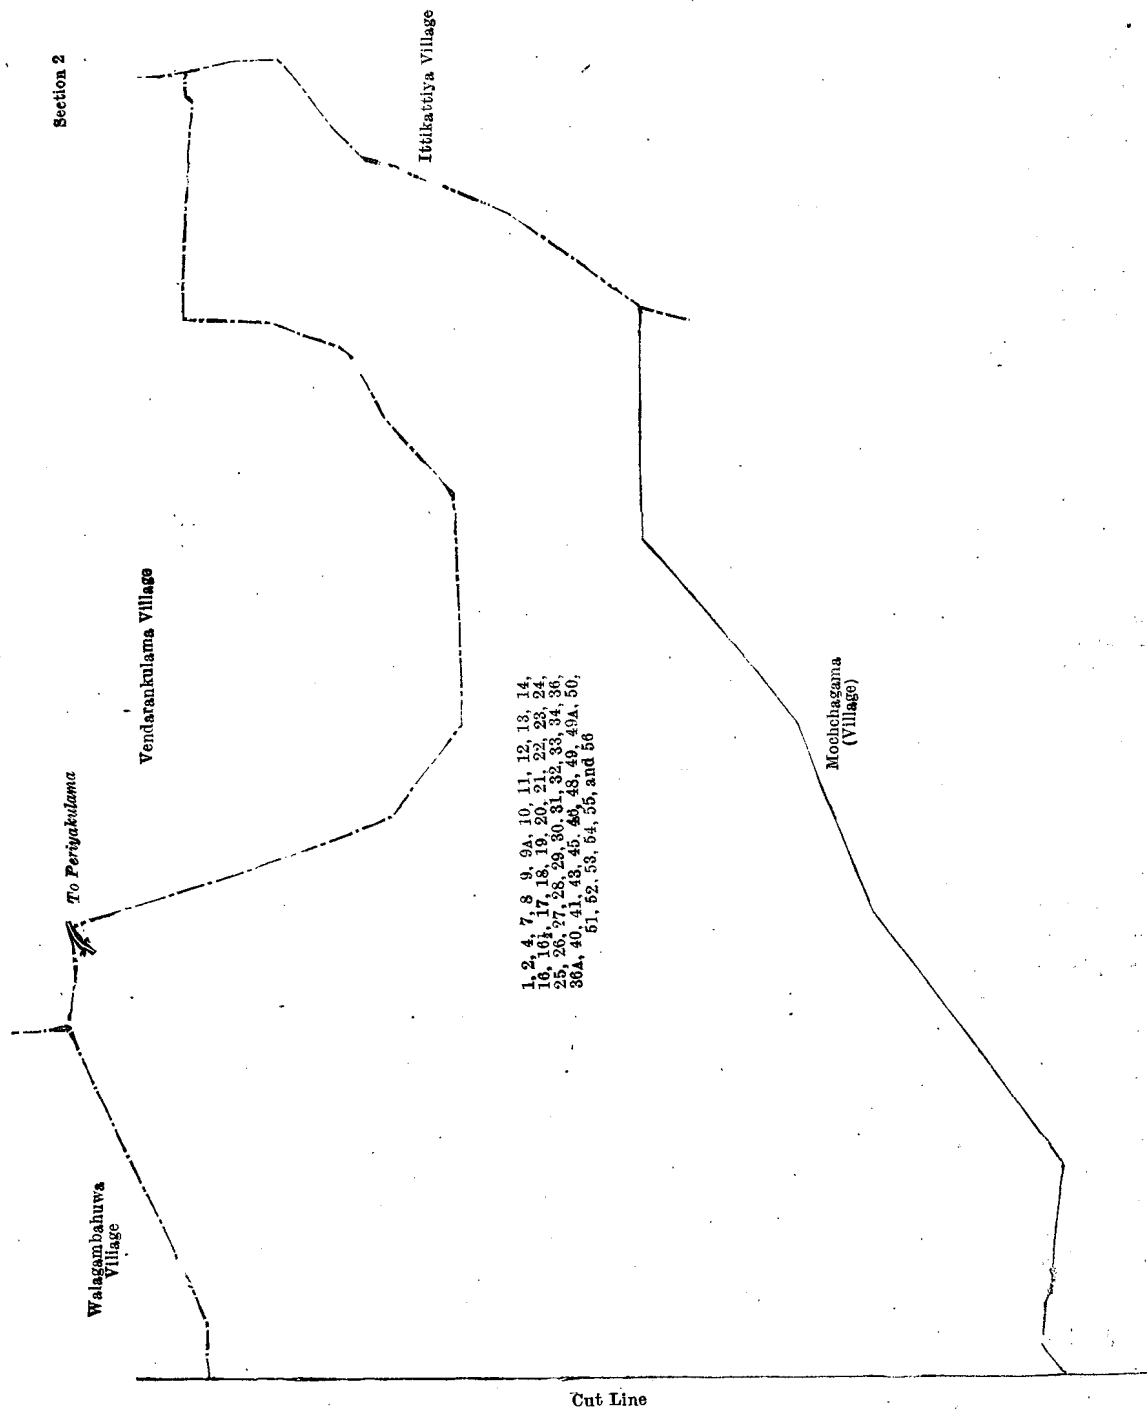 Section 2
Ittikattiya Village
Vendarankulama Village
To Periyakulama
Walagambahuwa
Village
1, 2, 4, 7, 8 9, 9A, 10, 11, 12, 13, 14,
16, 16½, 17, 18, 19, 20, 21, 22, 23, 24,
25, 26, 27, 28, 29, 30, 31, 32, 33, 34, 36,
36A, 40, 41, 43, 45, 46, 48, 49, 49A, 50,
51, 52, 53, 54, 55, and 56
Mochchagama
(Village)
Cut Line